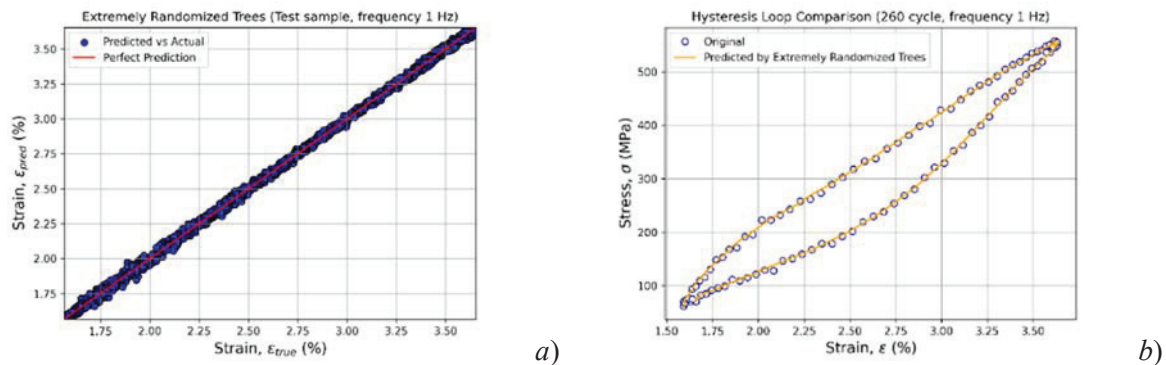 Extremely Randomized Trees (Test sample, frequency 1 Hz)
Predicted vs Actual
Perfect Prediction
Strain, ε_pred (%)
3.50
3.25
3.00
2.75
2.50
2.25
2.00
1.75
1.75 2.00 2.25 2.50 2.75 3.00 3.25 3.50
Strain, ε_true (%)
a)
Hysteresis Loop Comparison (260 cycle, frequency 1 Hz)
Original
Predicted by Extremely Randomized Trees
Stress, σ (MPa)
500
400
300
200
100
0
1.50 1.75 2.00 2.25 2.50 2.75 3.00 3.25 3.50
Strain, ε (%)
b)